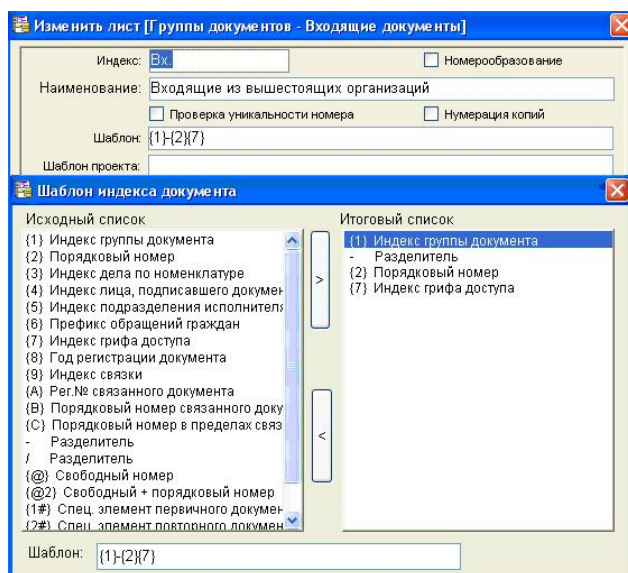 Изменить лист [Группы документов - Входящие документы]
Индекс: Вх. Номерообразование
Наименование: Входящие из вышестоящих организаций
Проверка уникальности номера Нумерация копий
Шаблон: {1}-{2}{7}
Шаблон проекта:
Шаблон индекса документа
Исходный список
{1} Индекс группы документа
{2} Порядковый номер
{3} Индекс дела по номенклатуре
{4} Индекс лица, подписавшего докумен
{5} Индекс подразделения исполнителя
{6} Префикс обращений граждан
{7} Индекс грифа доступа
{8} Год регистрации документа
{9} Индекс связки
{A} Рег.№ связанного документа
{B} Порядковый номер связанного доку
{C} Порядковый номер в пределах связ
- Разделитель
/ Разделитель
{@} Свободный номер
{@2} Свободный + порядковый номер
{1#} Спец. элемент первичного докумен
{2#} Спец. элемент повторного докумен
>
<
Итоговый список
{1} Индекс группы документа
- Разделитель
{2} Порядковый номер
{7} Индекс грифа доступа
Шаблон: {1}-{2}{7}